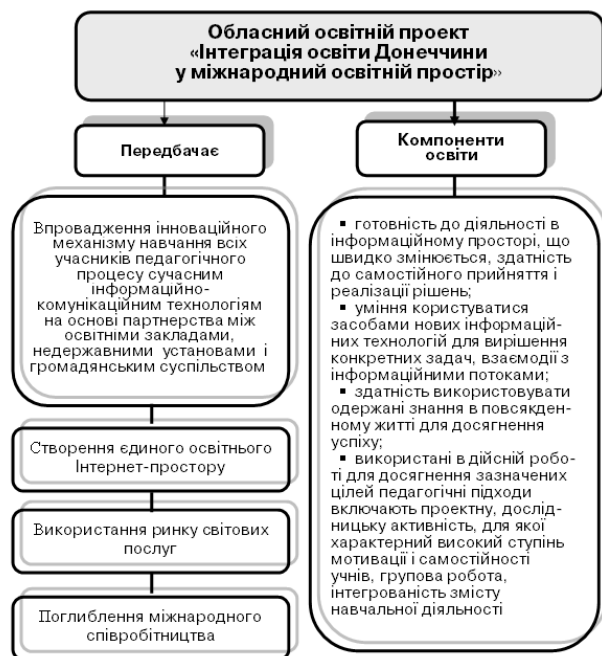 Обласний освітній проект
«Інтеграція освіти Донеччини
у міжнародний освітній простір»
Передбачає
Впровадження інноваційного
механізму навчання всіх
учасників педагогічного
процесу сучасним
інформаційно-
комунікаційним технологіям
на основі партнерства між
освітніми закладами,
недержавними установами і
громадянським суспільством
Створення єдиного освітнього
Інтернет-простору
Використання ринку світових
послуг
Поглиблення міжнародного
співробітництва
Компоненти
освіти
▪ готовність до діяльності в
інформаційному просторі, що
швидко змінюється, здатність
до самостійного прийняття і
реалізації рішень;
▪ уміння користуватися
засобами нових інформацій-
них технологій для вирішення
конкретних задач, взаємодії з
інформаційними потоками;
▪ здатність використовувати
одержані знання в повсякден-
ному житті для досягнення
успіху;
▪ використані в дійсній робо-
ті для досягнення зазначених
цілей педагогічні підходи
включають проектну, дослід-
ницьку активність, для якої
характерний високий ступінь
мотивації і самостійності
учнів, групова робота,
інтегрованість змісту
навчальної діяльності